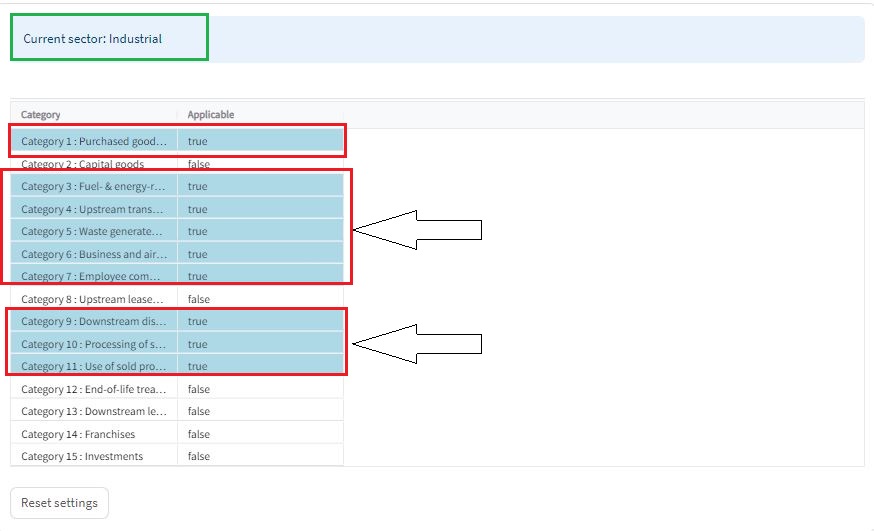 Current sector: Industrial
Category Applicable
Category 1 : Purchased good... true
Category 2 : Capital goods false
Category 3 : Fuel- & energy-r... true
Category 4 : Upstream trans... true
Category 5 : Waste generate... true
Category 6 : Business and air... true
Category 7 : Employee com... true
Category 8 : Upstream lease... false
Category 9 : Downstream dis... true
Category 10 : Processing of s... true
Category 11 : Use of sold pro... true
Category 12 : End-of-life trea... false
Category 13 : Downstream le... false
Category 14 : Franchises false
Category 15 : Investments false
Reset settings